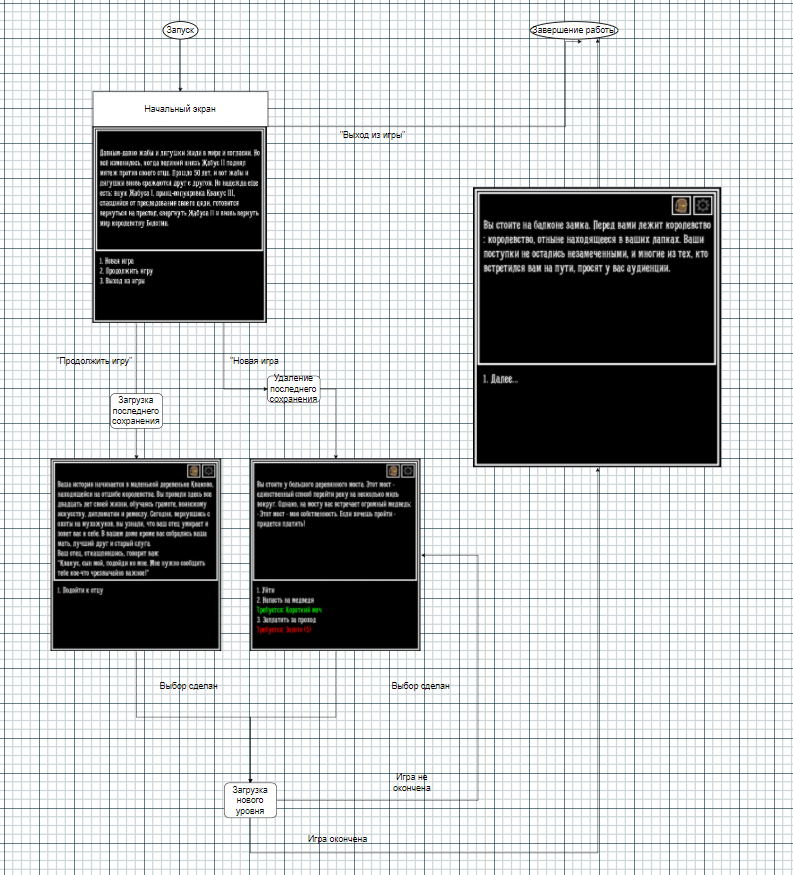 Запуск
Завершение работы
Начальный экран
"Выход из игры"
Давным-давно жабы и лягушки жили в мире и согласии. Но
всё изменилось, когда великий князь Жабус II поднял
мятеж против своего отца. Прошло 50 лет, и вот жабы и
лягушки вновь сражаются друг с другом. Но надежда еще
есть: внук Жабуса I, принц-полукровка Квакус III,
спасшийся от преследования своего дяди, готовится
вернуться на престол, свергнуть Жабуса II и вновь вернуть
мир королевству Болотии.
1. Новая игра
2. Продолжить игру
3. Выход из игры
Вы стоите на балконе замка. Перед вами лежит королевство
: королевство, отныне находящееся в ваших лапках. Ваши
поступки не остались незамеченными, и многие из тех, кто
встретился вам на пути, просят у вас аудиенции.
1. Далее...
"Продолжить игру"
"Новая игра
Загрузка
последнего
сохранения
Удаление
последнего
сохранения
Ваша история начинается в маленькой деревеньке Кваково,
находящейся на отшибе королевства. Вы провели здесь все
двадцать лет своей жизни, обучаясь грамоте, воинскому
искусству, дипломатии и ремеслу. Сегодня, вернувшись с
охоты на мухожуков, вы узнали, что ваш отец умирает и
зовет вас к себе. В вашем доме кроме вас собрались ваша
мать, лучший друг и старый слуга.
Ваш отец, откашлявшись, говорит вам:
"Квакус, сын мой, подойди ко мне. Мне нужно сообщить
тебе кое-что чрезвычайно важное!"
1. Подойти к отцу
Вы стоите у большого деревянного моста. Этот мост -
единственный способ перейти реку на несколько миль
вокруг. Однако, на мосту вас встречает огромный медведь:
- Этот мост - моя собственность. Если хочешь пройти -
придется платить!
1. Уйти
2. Напасть на медведя
Требуется: Короткий меч
3. Заплатить за проход
Требуется: Золото (5)
Выбор сделан
Выбор сделан
Загрузка
нового
уровня
Игра не
окончена
Игра окончена